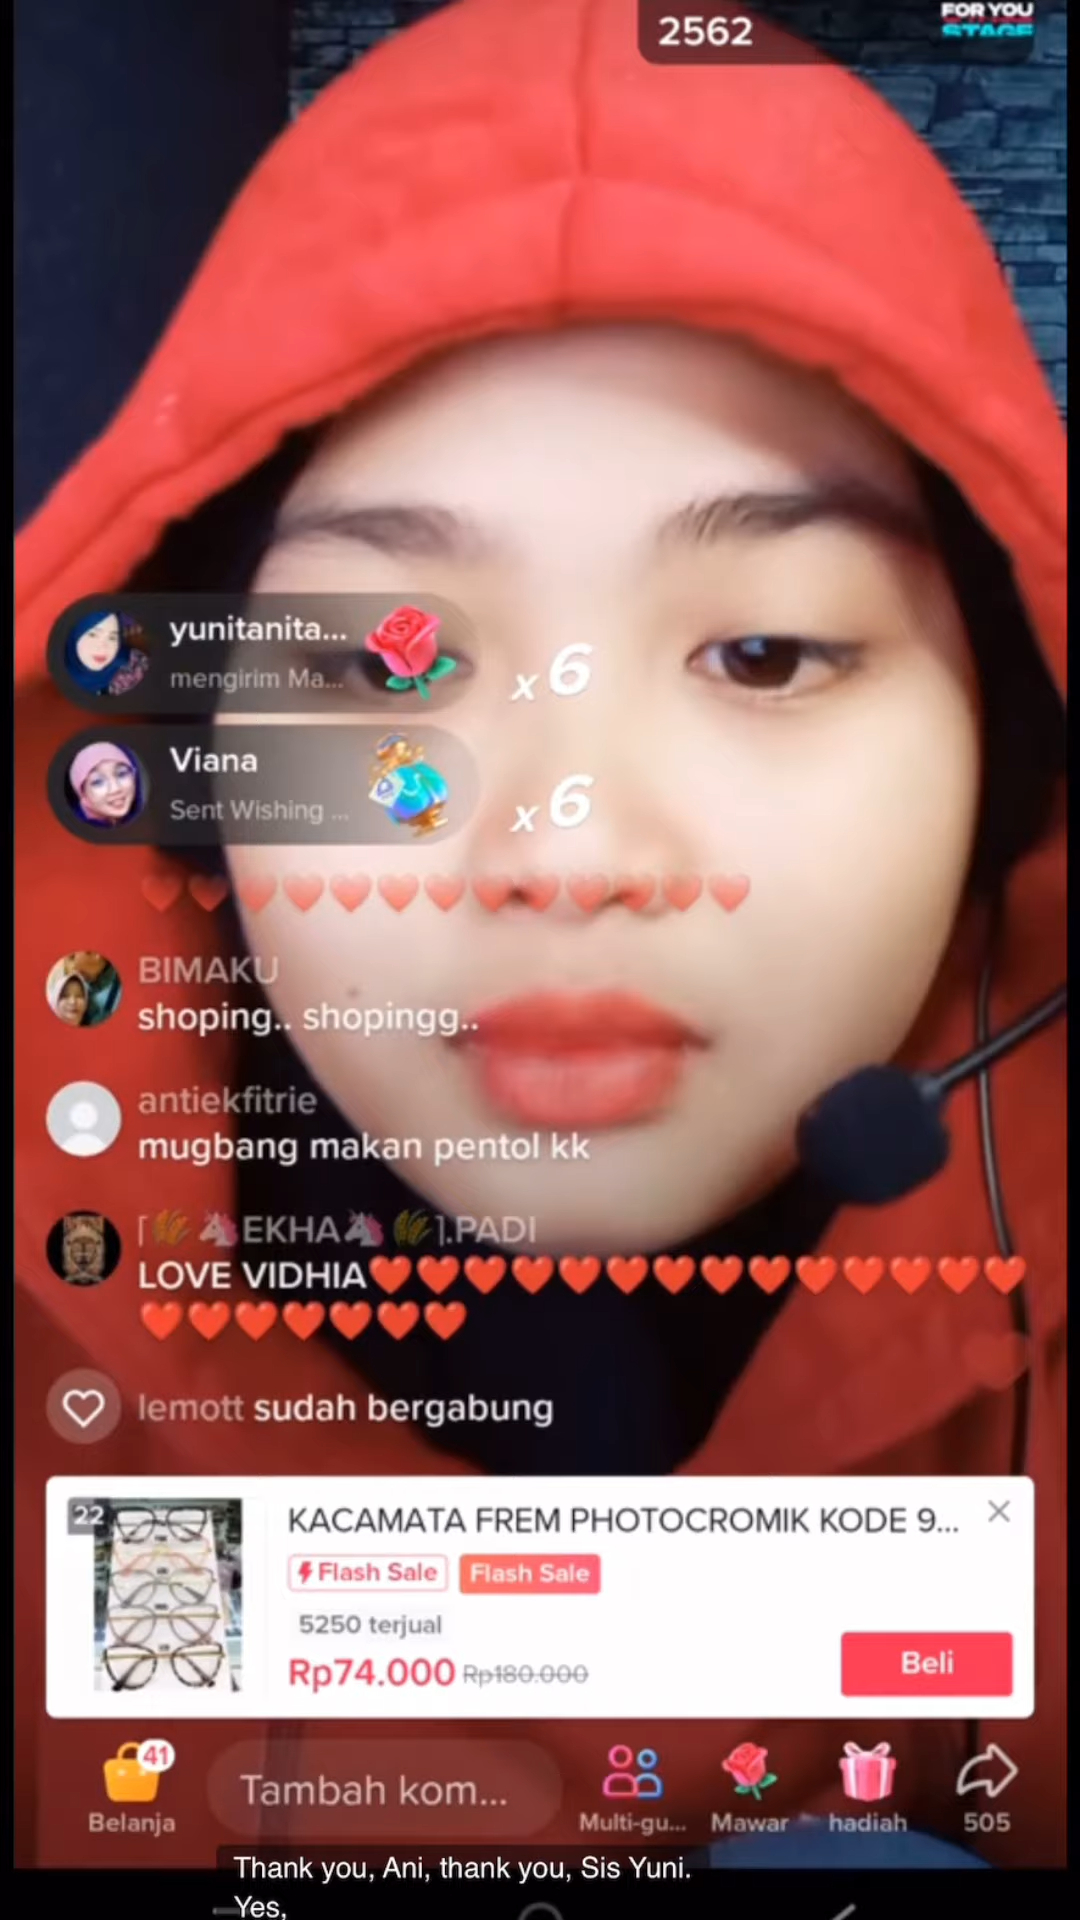 2562
FOR YOU
STAGE
yunitanita...
mengirim Ma...
x6
Viana
Sent Wishing ...
x6
❤️❤️❤️❤️❤️❤️❤️❤️❤️❤️❤️❤️❤️
BIMAKU
shoping.. shopingg..
antiekfitrie
mugbang makan pentol kk
[🌾🦄EKHA🦄🌾].PADI
LOVE VIDHIA❤️❤️❤️❤️❤️❤️❤️❤️❤️❤️❤️❤️❤️❤️
❤️❤️❤️❤️❤️❤️❤️
lemott sudah bergabung
22
KACAMATA FREM PHOTOCROMIK KODE 9...
Flash Sale Flash Sale
5250 terjual
Rp74.000 Rp180.000
Beli
41
Belanja
Tambah kom...
Multi-gu...
Mawar
hadiah
505
Thank you, Ani, thank you, Sis Yuni.
Yes,